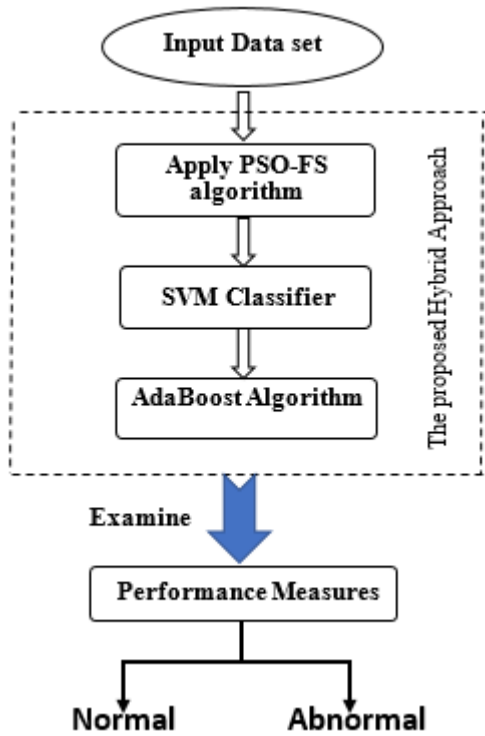 Input Data set
Apply PSO-FS
algorithm
SVM Classifier
AdaBoost Algorithm
The proposed Hybrid Approach
Examine
Performance Measures
Normal
Abnormal